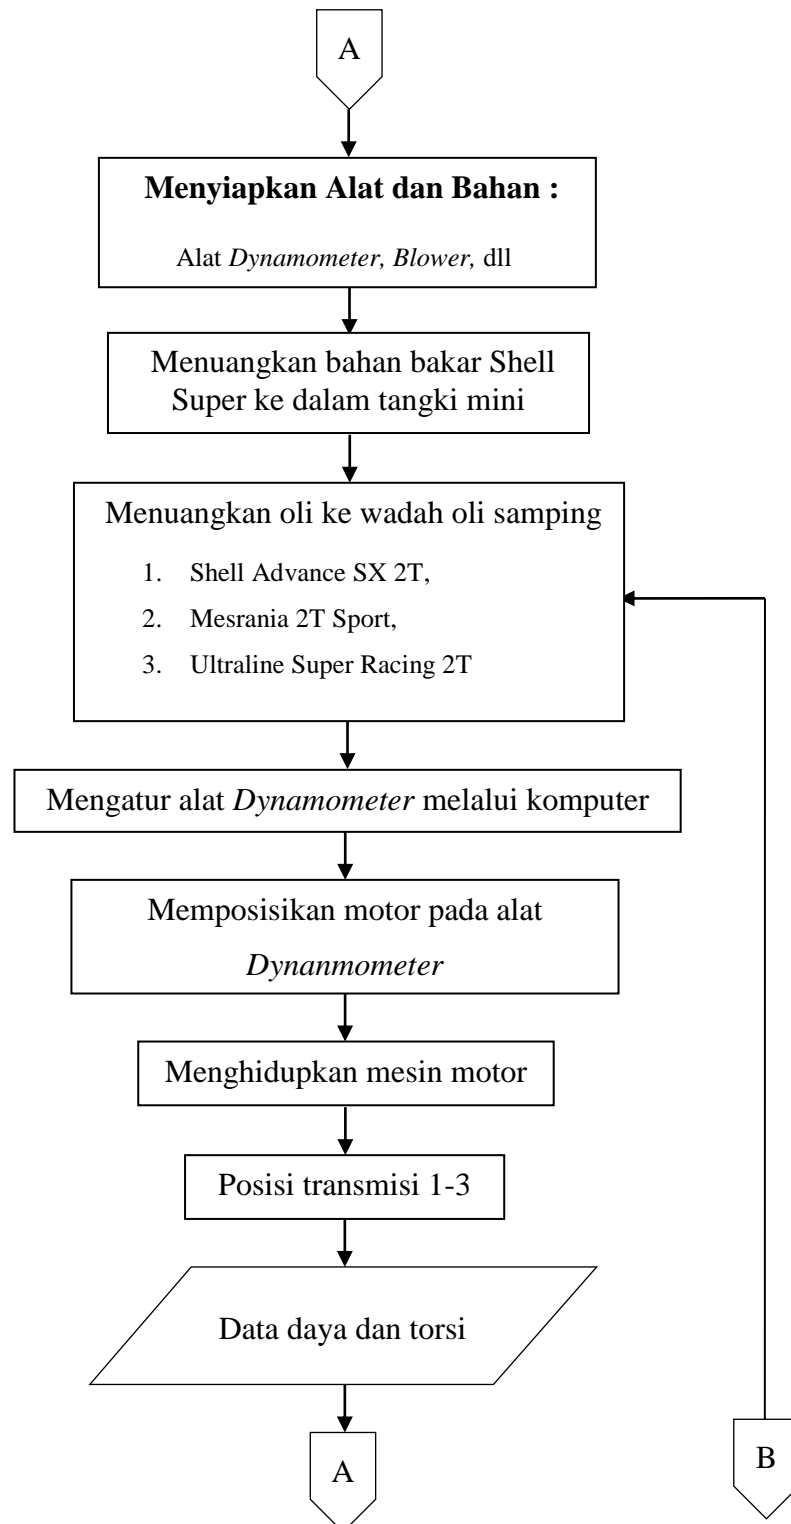 A
Menyiapkan Alat dan Bahan :
Alat Dynamometer, Blower, dll
Menuangkan bahan bakar Shell
Super ke dalam tangki mini
Menuangkan oli ke wadah oli samping
1. Shell Advance SX 2T,
2. Mesrania 2T Sport,
3. Ultraline Super Racing 2T
Mengatur alat Dynamometer melalui komputer
Memposisikan motor pada alat
Dynanmometer
Menghidupkan mesin motor
Posisi transmisi 1-3
Data daya dan torsi
A
B